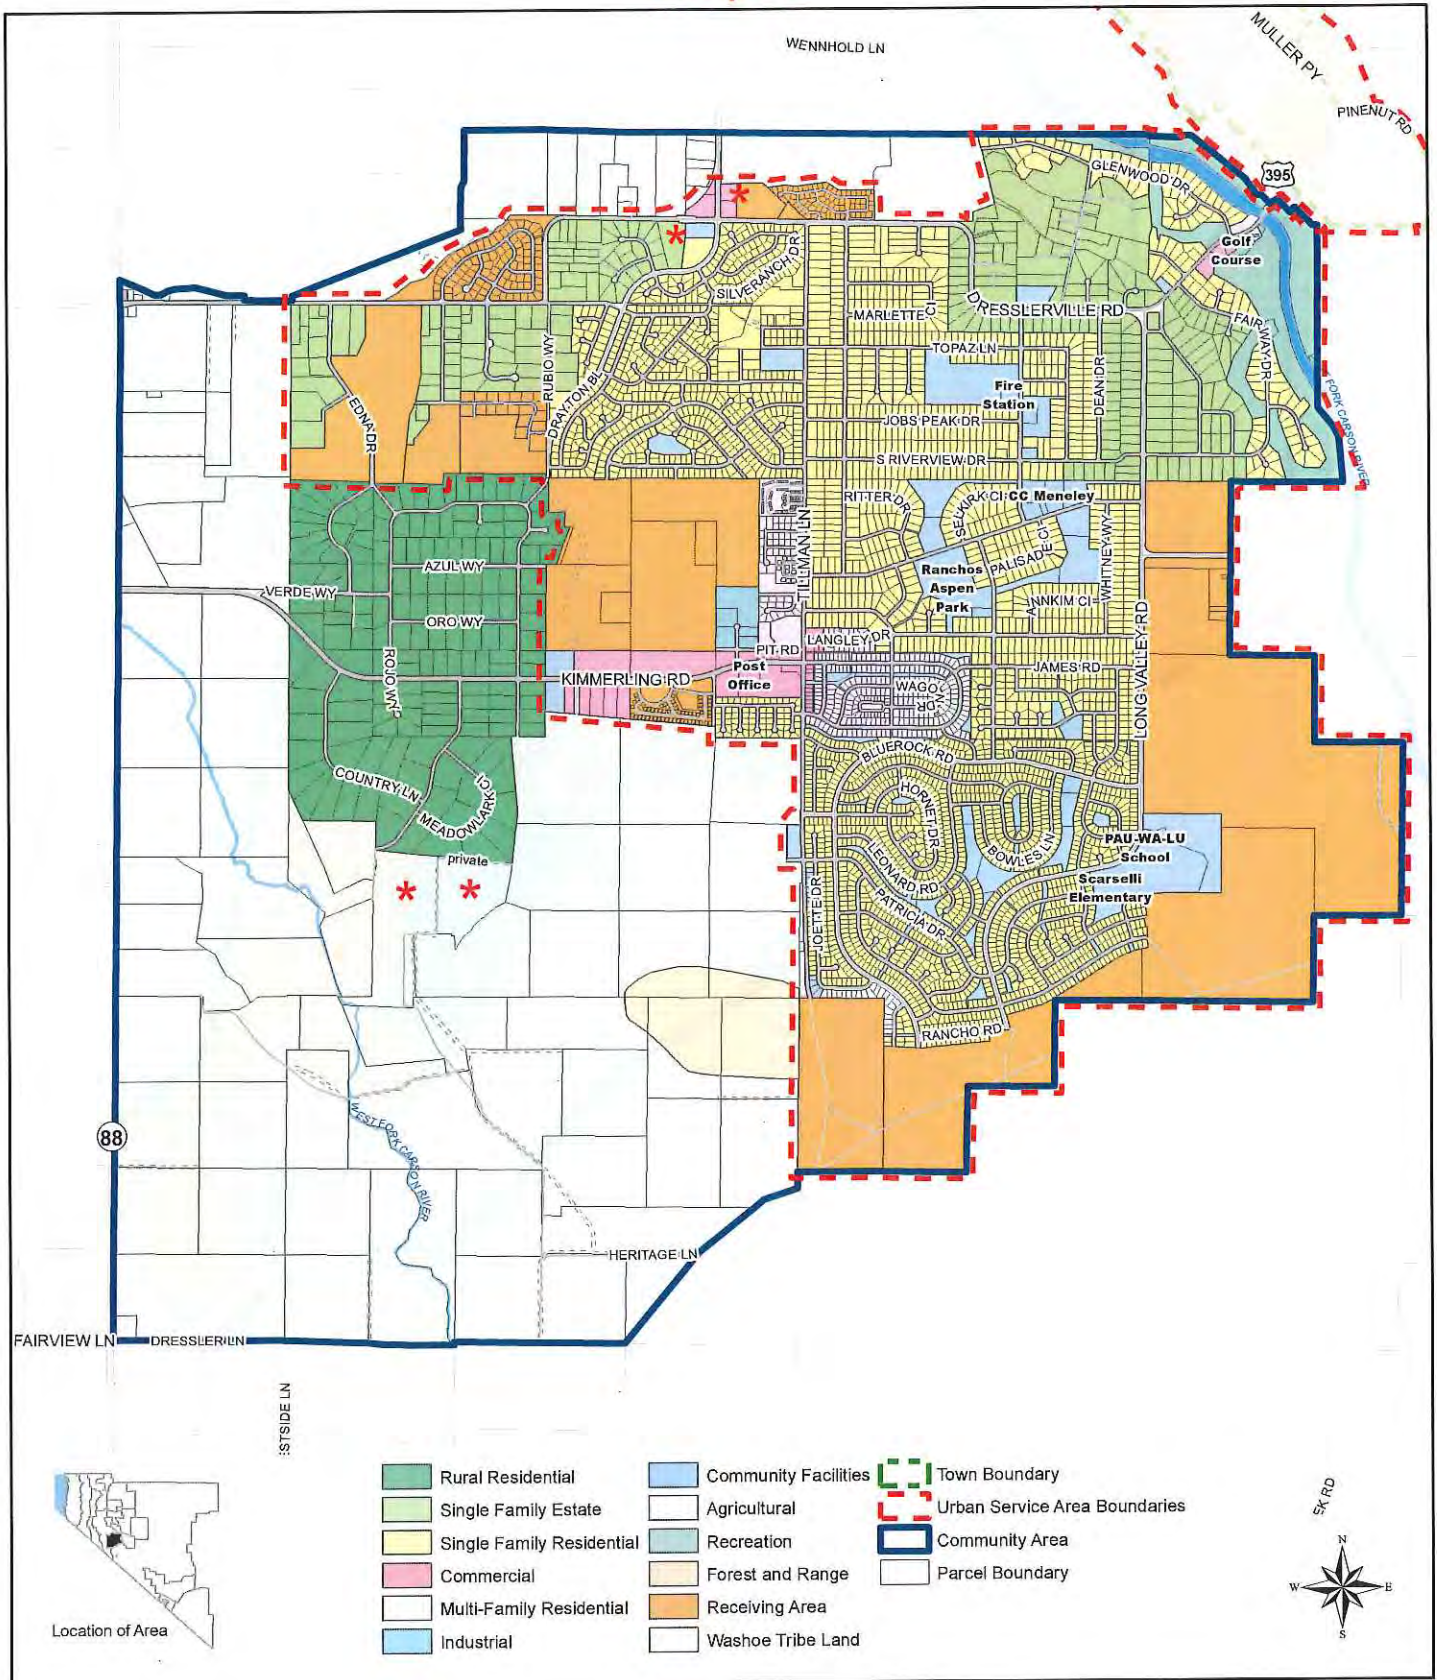 WENNHOLD LN
MULLER PY
PINENUT RD
395
GLENWOOD DR
Golf
Course
SILVERANCH DR
DRESSLERVILLE RD
MARLETTE CI
FAIRWAY DR
TOPAZ LN
RUBIO WY
DRAYTON BL
EDNA DR
DEAN DR
Fire
Station
JOBS PEAK DR
FORK CARSON RIVER
S RIVERVIEW DR
RITTER DR
SELKIRK CI
CC Meneley
TILLMAN LN
PALISADE CI
WHITNEY WY
AZUL WY
Ranchos
Aspen
Park
VERDE WY
ANNKIM CI
ORO WY
LONG VALLEY RD
LANGLEY DR
PIT RD
ROJO WY
KIMMERLING RD
Post
Office
JAMES RD
WAGON DR
BLUEROCK RD
COUNTRY LN
MEADOWLARK CI
HORNET DR
BOWLES LN
PAU-WA-LU
School
private
LEONARD RD
Scarselli
Elementary
PATRICIA DR
JOETTE DR
RANCHO RD
88
WEST FORK CARSON RIVER
HERITAGE LN
FAIRVIEW LN
DRESSLER LN
STSIDE LN
EK RD
Rural Residential
Single Family Estate
Single Family Residential
Commercial
Multi-Family Residential
Industrial
Community Facilities
Agricultural
Recreation
Forest and Range
Receiving Area
Washoe Tribe Land
Town Boundary
Urban Service Area Boundaries
Community Area
Parcel Boundary
Location of Area
N
W
E
S